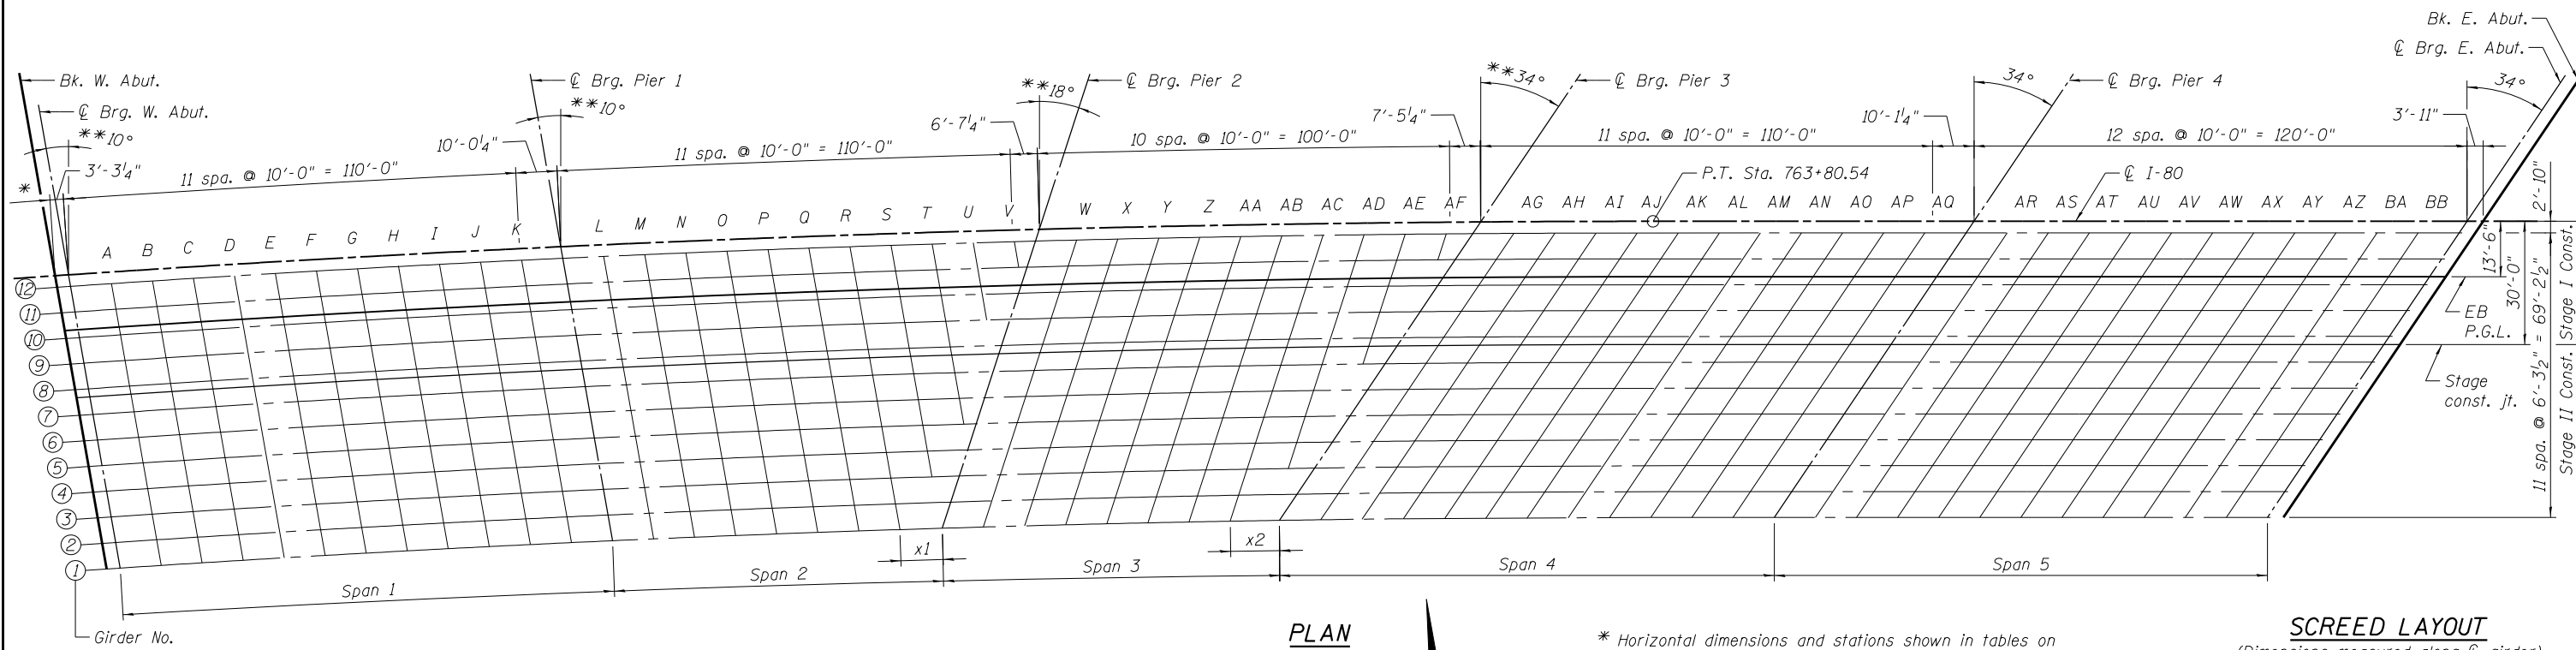 Bk. W. Abut.
℄ Brg. W. Abut.
**10°
3'-3¼"
*
11 spa. @ 10'-0" = 110'-0"
10'-0¼"
℄ Brg. Pier 1
**10°
11 spa. @ 10'-0" = 110'-0"
6'-7¼"
**18°
℄ Brg. Pier 2
10 spa. @ 10'-0" = 100'-0"
7'-5¼"
**34°
℄ Brg. Pier 3
11 spa. @ 10'-0" = 110'-0"
10'-1¼"
34°
℄ Brg. Pier 4
12 spa. @ 10'-0" = 120'-0"
3'-11"
34°
Bk. E. Abut.
℄ Brg. E. Abut.
P.T. Sta. 763+80.54
℄ I-80
A B C D E F G H I J K L M N O P Q R S T U V W X Y Z AA AB AC AD AE AF AG AH AI AJ AK AL AM AN AO AP AQ AR AS AT AU AV AW AX AY AZ BA BB
2'-10"
13'-6"
30'-0"
11 spa. @ 6'-3½" = 69'-2½"
Stage I Const.
Stage II Const.
EB
P.G.L.
Stage
const. jt.
12
11
10
9
8
7
6
5
4
3
2
1
Girder No.
x1
x2
Span 1
Span 2
Span 3
Span 4
Span 5
PLAN
* Horizontal dimensions and stations shown in tables on
SCREED LAYOUT
(Dimensions measured along ℄ girder)